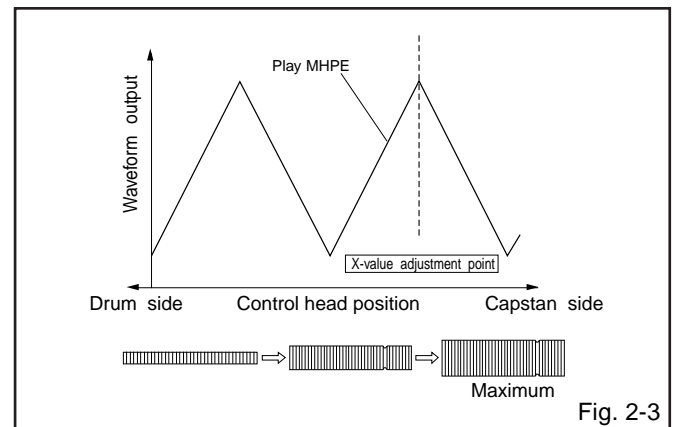 Play MHPE
Waveform output
X-value adjustment point
Drum side
Control head position
Capstan side
Maximum
Fig. 2-3